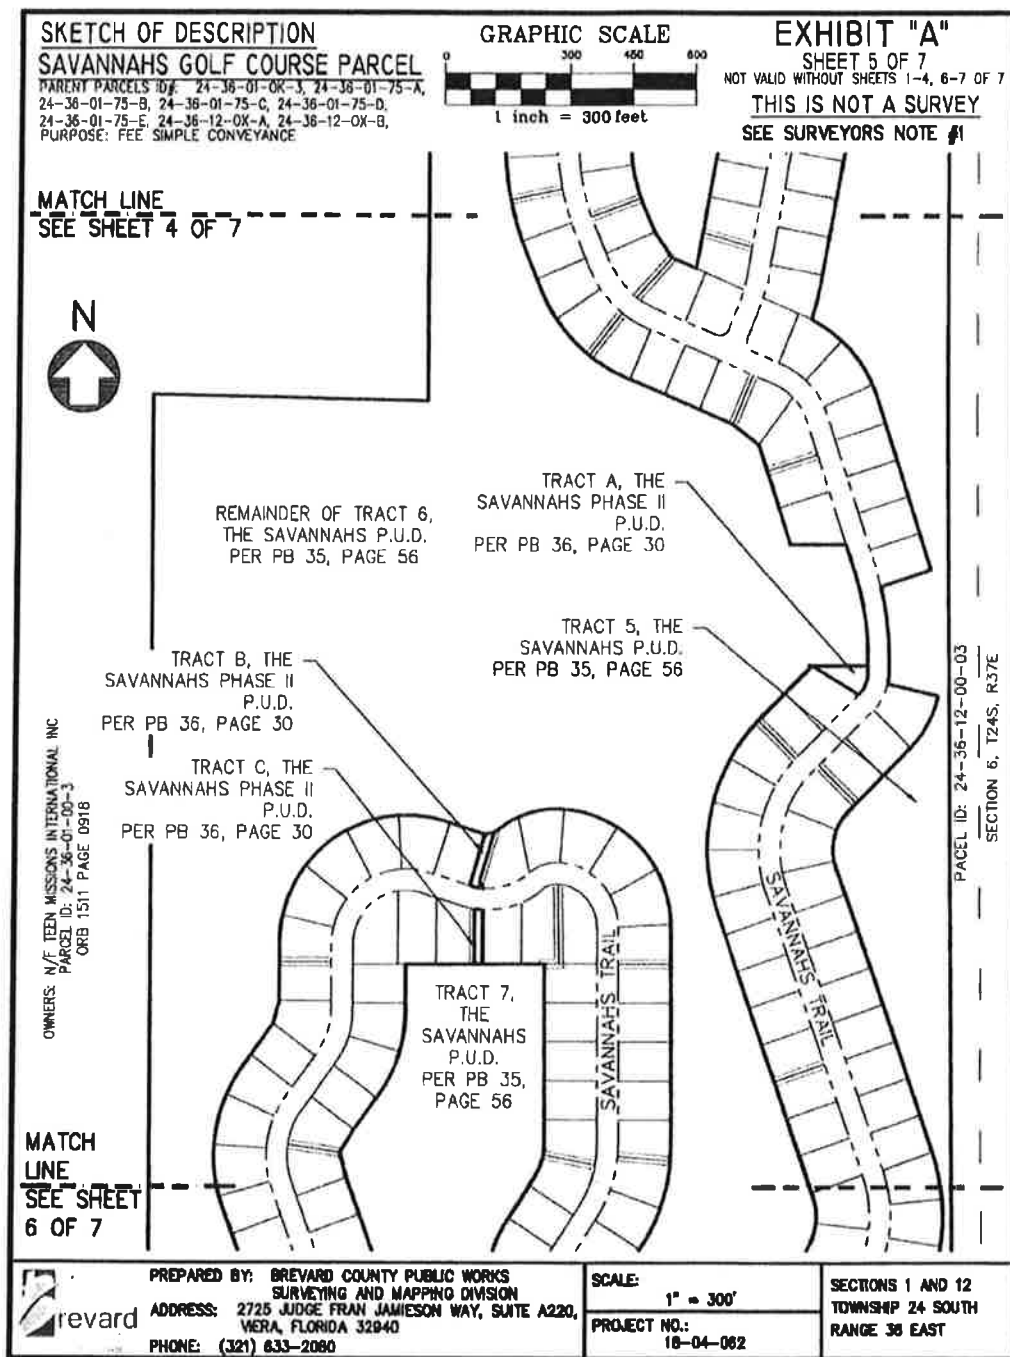 SKETCH OF DESCRIPTION
SAVANNAHS GOLF COURSE PARCEL
PARENT PARCELS ID#: 24-36-01-0K-3, 24-36-01-75-A,
24-36-01-75-B, 24-36-01-75-C, 24-36-01-75-D,
24-36-01-75-E, 24-36-12-0X-A, 24-36-12-0X-B,
PURPOSE: FEE SIMPLE CONVEYANCE
GRAPHIC SCALE
0 300 450 600
1 inch = 300 feet
EXHIBIT "A"
SHEET 5 OF 7
NOT VALID WITHOUT SHEETS 1-4, 6-7 OF 7
THIS IS NOT A SURVEY
SEE SURVEYORS NOTE #1
MATCH LINE
SEE SHEET 4 OF 7
N
REMAINDER OF TRACT 6,
THE SAVANNAHS P.U.D.
PER PB 35, PAGE 56
TRACT A, THE
SAVANNAHS PHASE II
P.U.D.
PER PB 36, PAGE 30
TRACT 5, THE
SAVANNAHS P.U.D.
PER PB 35, PAGE 56
TRACT B, THE
SAVANNAHS PHASE II
P.U.D.
PER PB 36, PAGE 30
TRACT C, THE
SAVANNAHS PHASE II
P.U.D.
PER PB 36, PAGE 30
OWNERS: N/F TEEN MISSIONS INTERNATIONAL INC
PARCEL ID: 24-36-01-00-3
ORB 1511 PAGE 0918
PACEL ID: 24-36-12-00-03
SECTION 6, T24S, R37E
TRACT 7,
THE
SAVANNAHS
P.U.D.
PER PB 35,
PAGE 56
SAVANNAHS TRAIL
SAVANNAHS TRAIL
MATCH
LINE
SEE SHEET
6 OF 7
Brevard
PREPARED BY: BREVARD COUNTY PUBLIC WORKS
SURVEYING AND MAPPING DIVISION
ADDRESS: 2725 JUDGE FRAN JAMIESON WAY, SUITE A220,
VIERA, FLORIDA 32940
PHONE: (321) 633-2080
SCALE:
1" = 300'
PROJECT NO.:
18-04-062
SECTIONS 1 AND 12
TOWNSHIP 24 SOUTH
RANGE 36 EAST